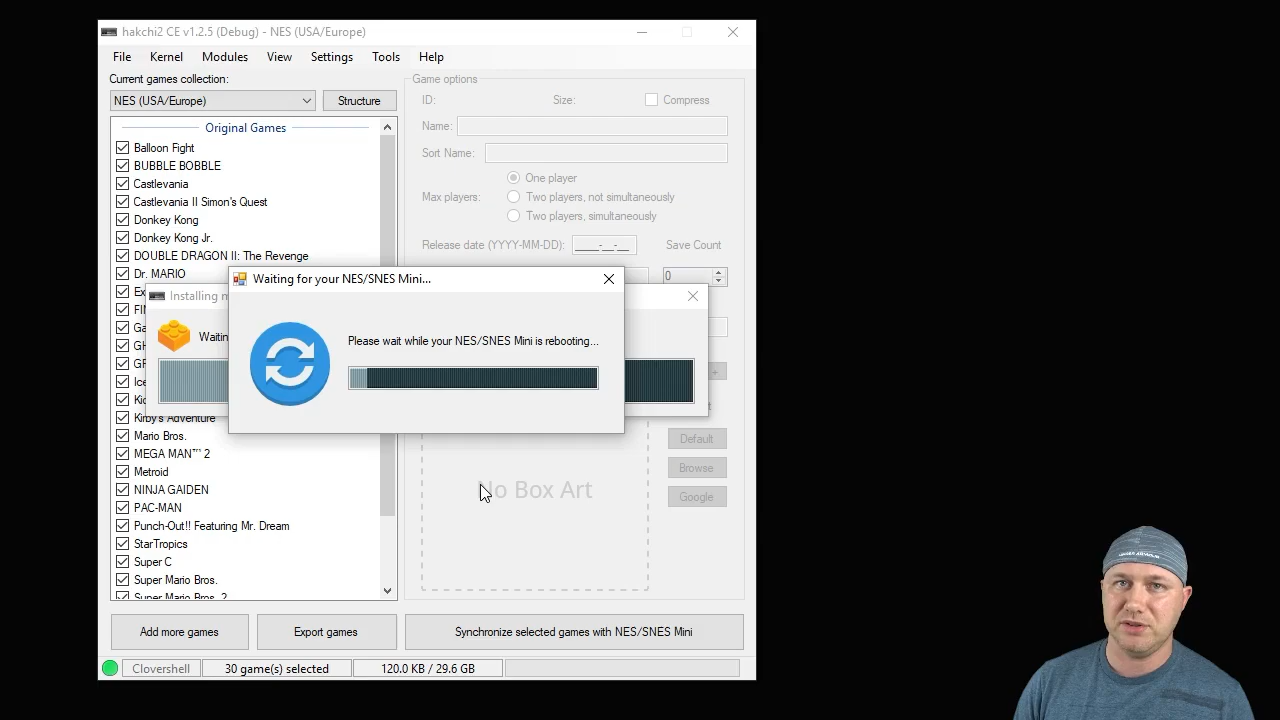 hakchi2 CE v1.2.5 (Debug) - NES (USA/Europe)
File Kernel Modules View Settings Tools Help
Current games collection:
NES (USA/Europe)
Structure
Original Games
Balloon Fight
BUBBLE BOBBLE
Castlevania
Castlevania II Simon's Quest
Donkey Kong
Donkey Kong Jr.
DOUBLE DRAGON II: The Revenge
Dr. MARIO
Kirby's Adventure
Mario Bros.
MEGA MAN™ 2
Metroid
NINJA GAIDEN
PAC-MAN
Punch-Out!! Featuring Mr. Dream
StarTropics
Super C
Super Mario Bros.
Super Mario Bros. 2
Game options
ID:
Size:
Compress
Name:
Sort Name:
Max players:
One player
Two players, not simultaneously
Two players, simultaneously
Release date (YYYY-MM-DD):
____-__-__
Save Count
0
+
Installing
Waiting for your NES/SNES Mini...
Please wait while your NES/SNES Mini is rebooting...
No Box Art
Default
Browse
Google
Add more games
Export games
Synchronize selected games with NES/SNES Mini
Clovershell
30 game(s) selected
120.0 KB / 29.6 GB